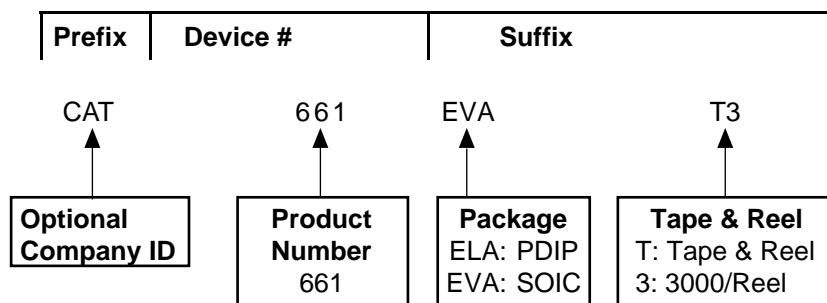 Prefix Device # Suffix
CAT 661 EVA T3
Optional
Company ID
Product
Number
661
Package
ELA: PDIP
EVA: SOIC
Tape & Reel
T: Tape & Reel
3: 3000/Reel